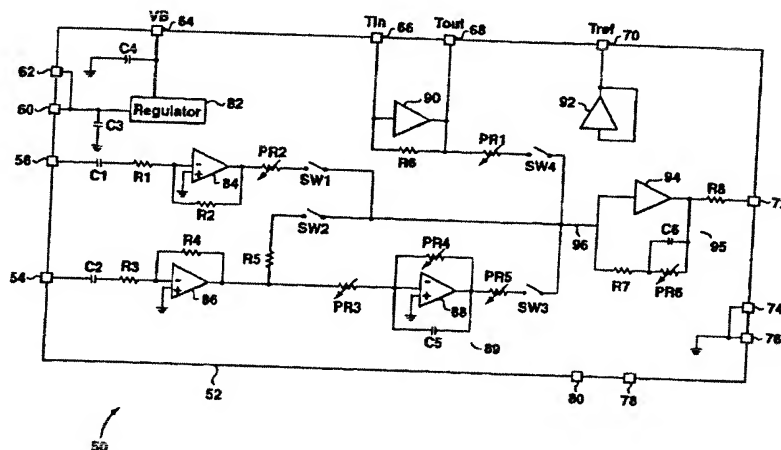 VB
64
TIn
66
Tout
68
Tref
70
C4
62
60
Regulator
82
C3
90
92
56
C1
R1
84
R2
PR2
SW1
R6
PR1
SW4
94
R8
SW2
96
C6
95
54
C2
R3
R4
86
R5
PR3
PR4
88
PR5
SW3
C5
89
R7
PR6
74
76
52
80
78
50